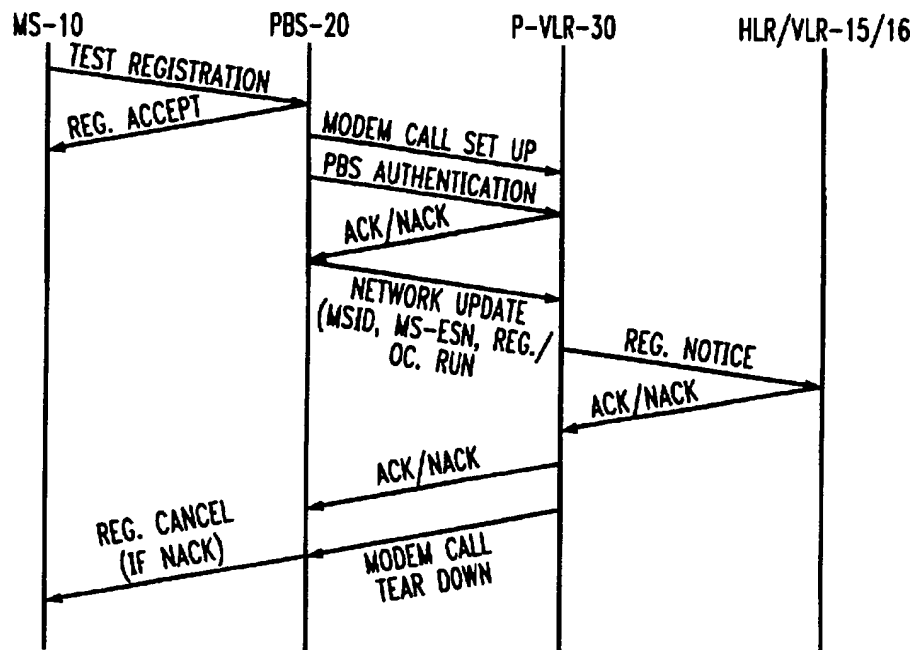 MS-10 PBS-20 P-VLR-30 HLR/VLR-15/16
TEST REGISTRATION
REG. ACCEPT
MODEM CALL SET UP
PBS AUTHENTICATION
ACK/NACK
NETWORK UPDATE
(MSID, MS-ESN, REG./
OC. RUN
REG. NOTICE
ACK/NACK
ACK/NACK
REG. CANCEL
(IF NACK)
MODEM CALL
TEAR DOWN